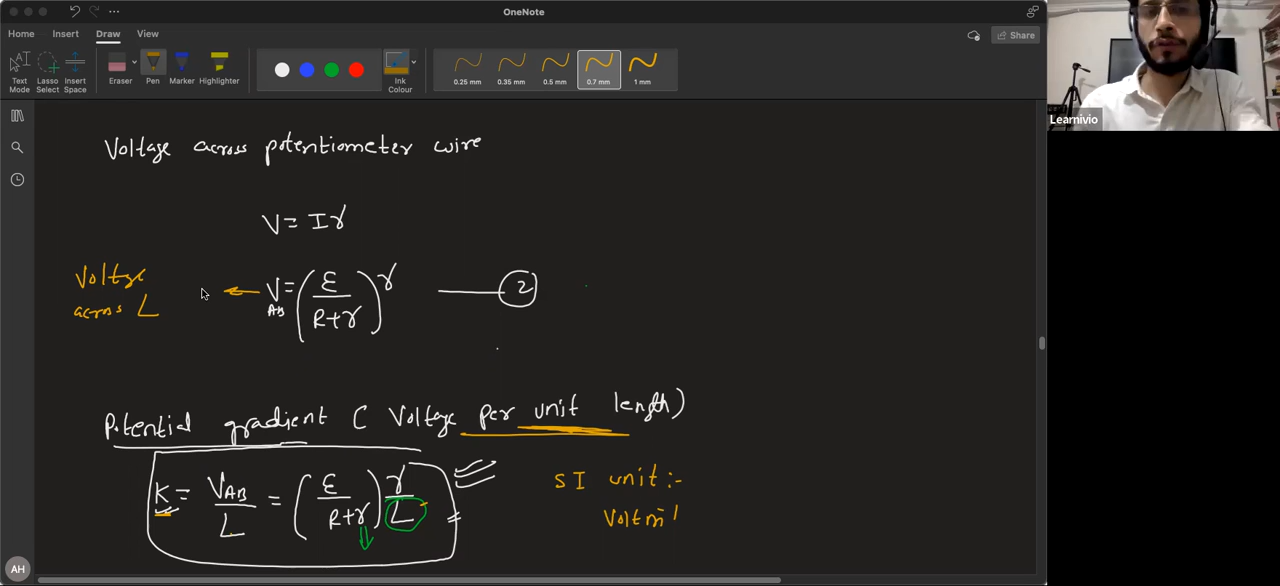 OneNote
Home Insert Draw View
Share
Text Mode
Lasso Select
Insert Space
Eraser
Pen
Marker
Highlighter
Ink Colour
0.25 mm
0.35 mm
0.5 mm
0.7 mm
1 mm
Learnivio
Voltage across potentiometer wire
V = Ir
Voltage across L
V AB = (ε / R+r) r —— 2
Potential gradient ( Voltage per unit length)
K = V AB / L = (ε / R+r) r / L
SI unit :-
Volt m⁻¹
AH